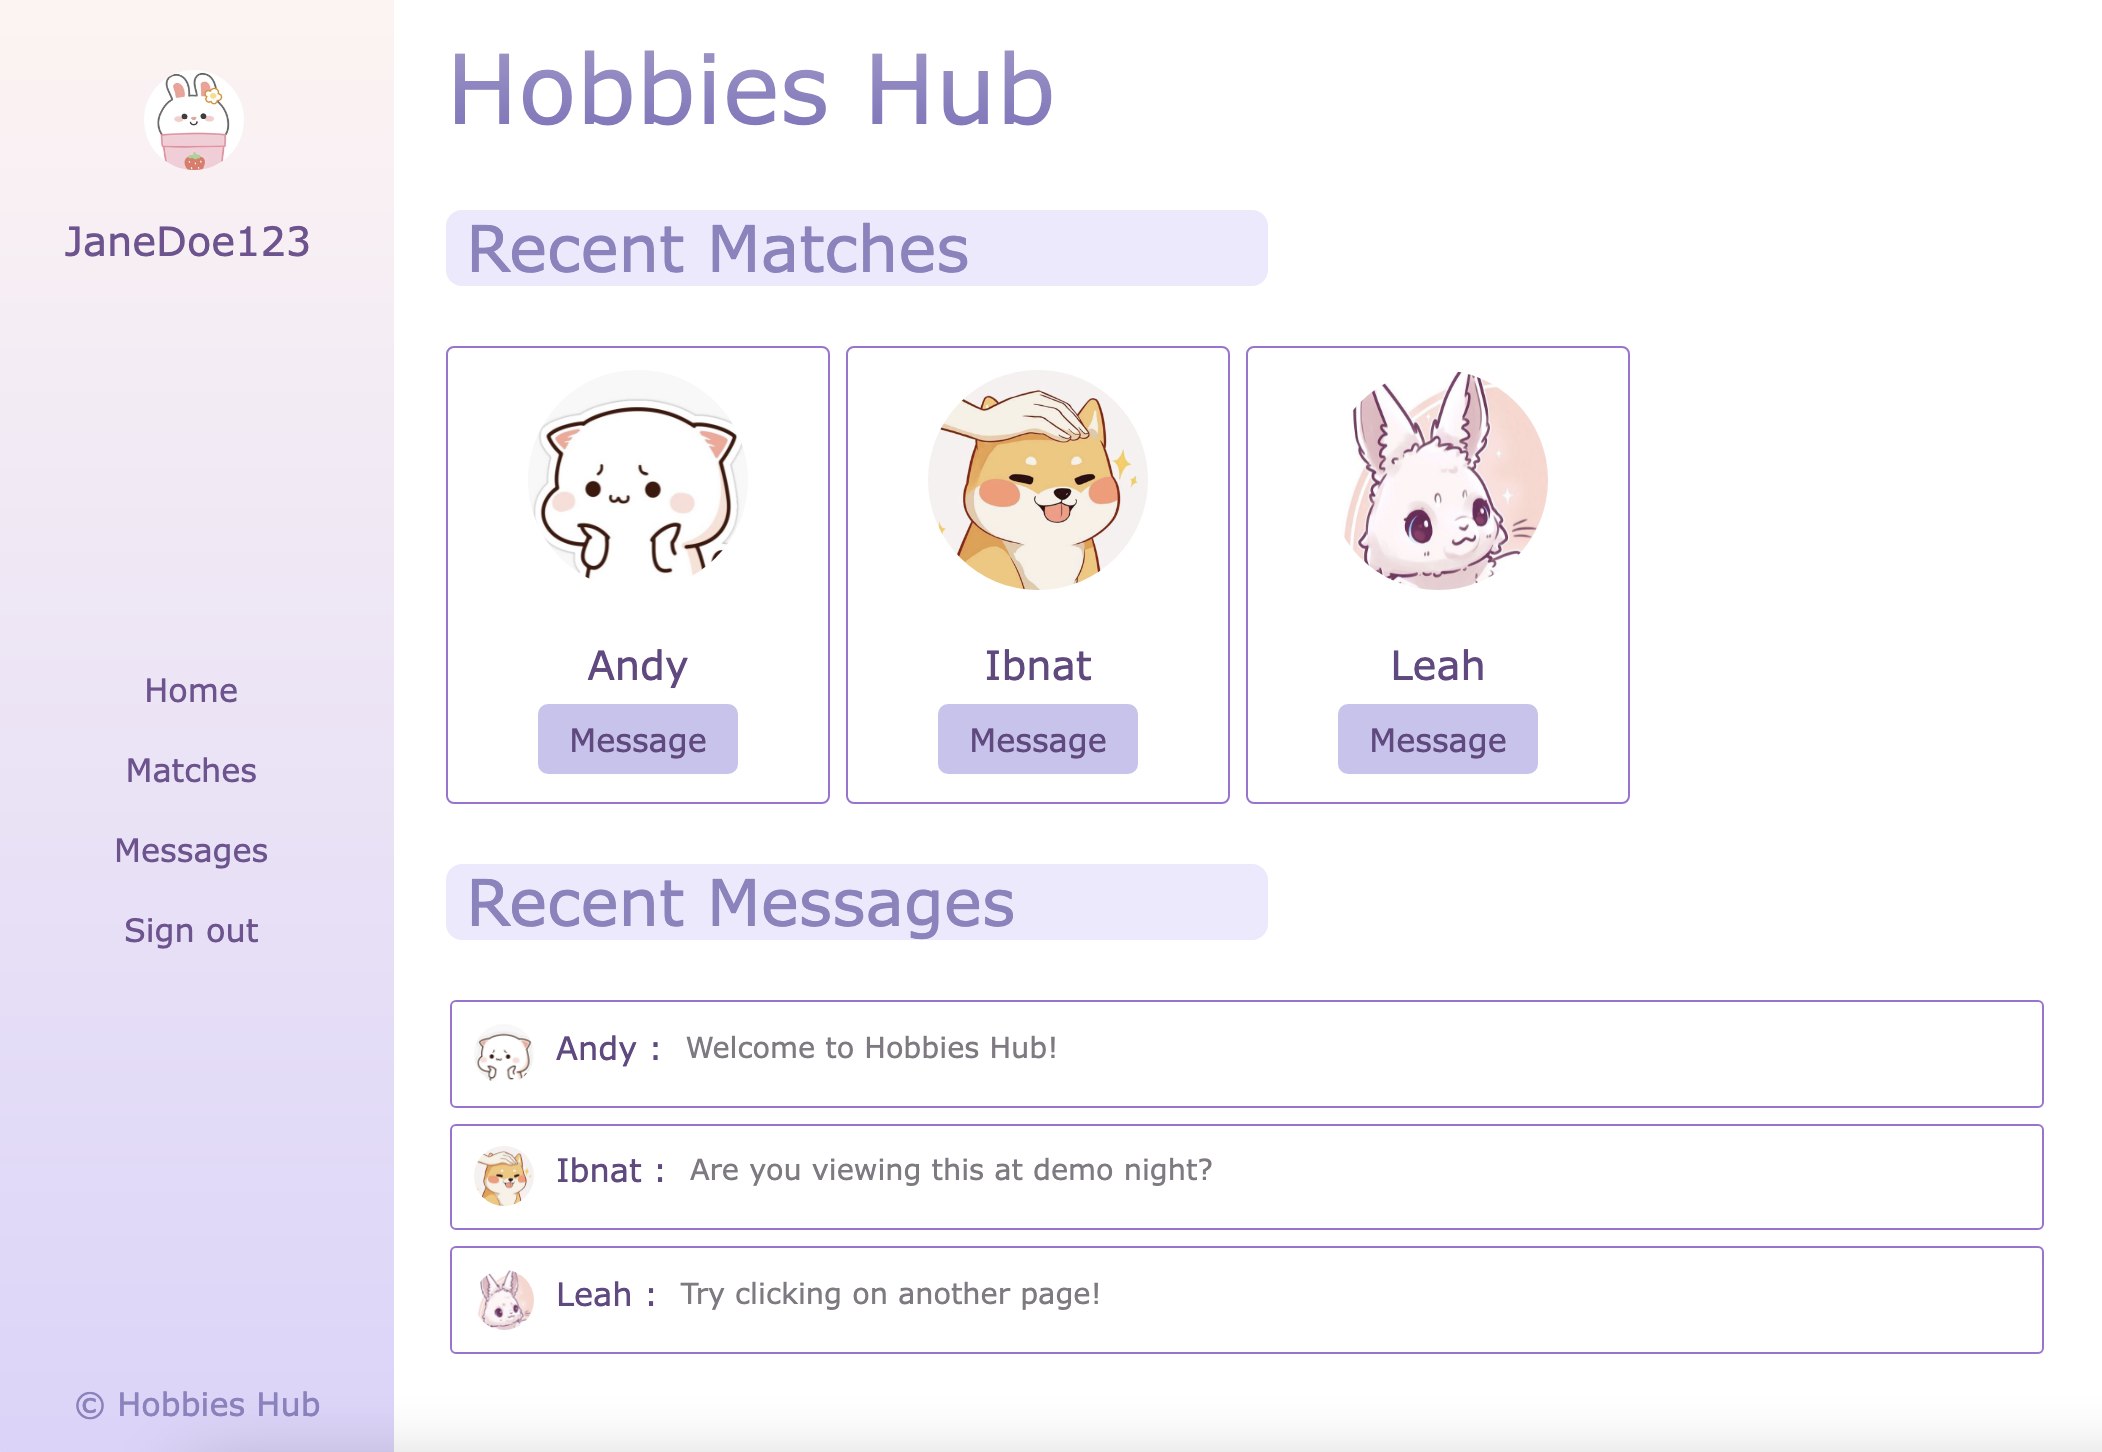 JaneDoe123
Home
Matches
Messages
Sign out
© Hobbies Hub
Hobbies Hub
Recent Matches
Andy
Message
Ibnat
Message
Leah
Message
Recent Messages
Andy : Welcome to Hobbies Hub!
Ibnat : Are you viewing this at demo night?
Leah : Try clicking on another page!